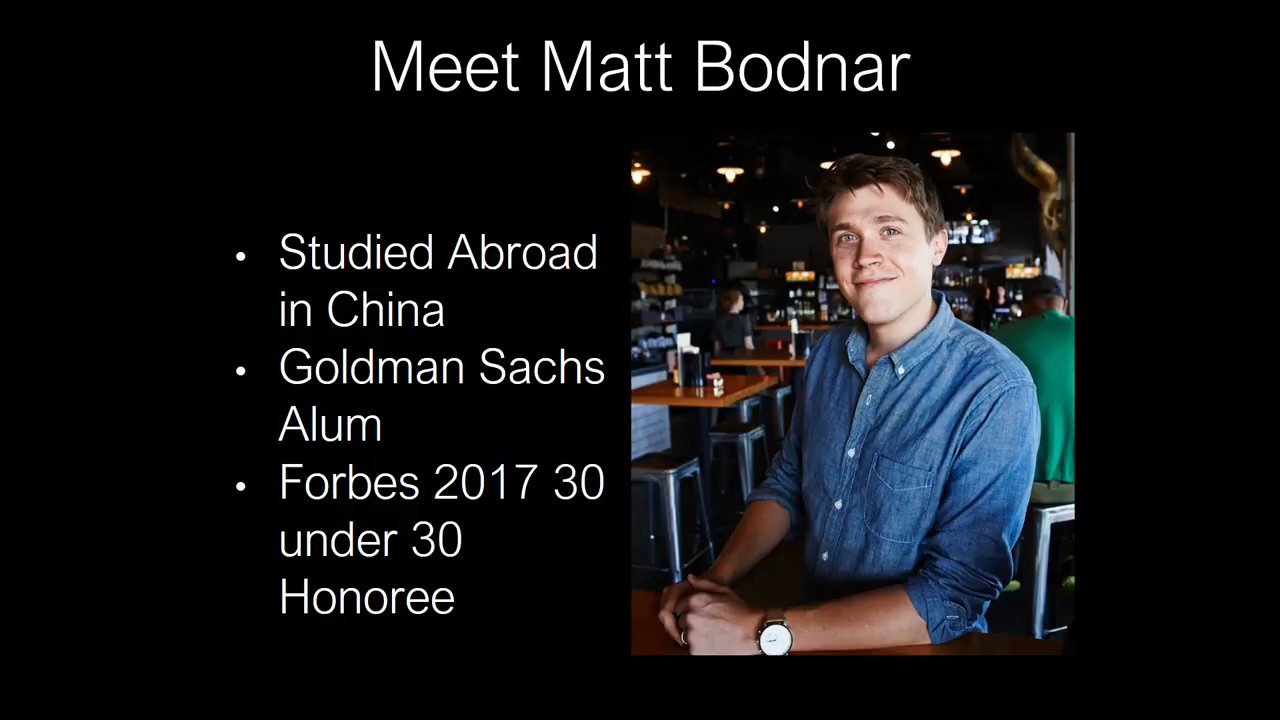 Meet Matt Bodnar
• Studied Abroad
in China
• Goldman Sachs
Alum
• Forbes 2017 30
under 30
Honoree